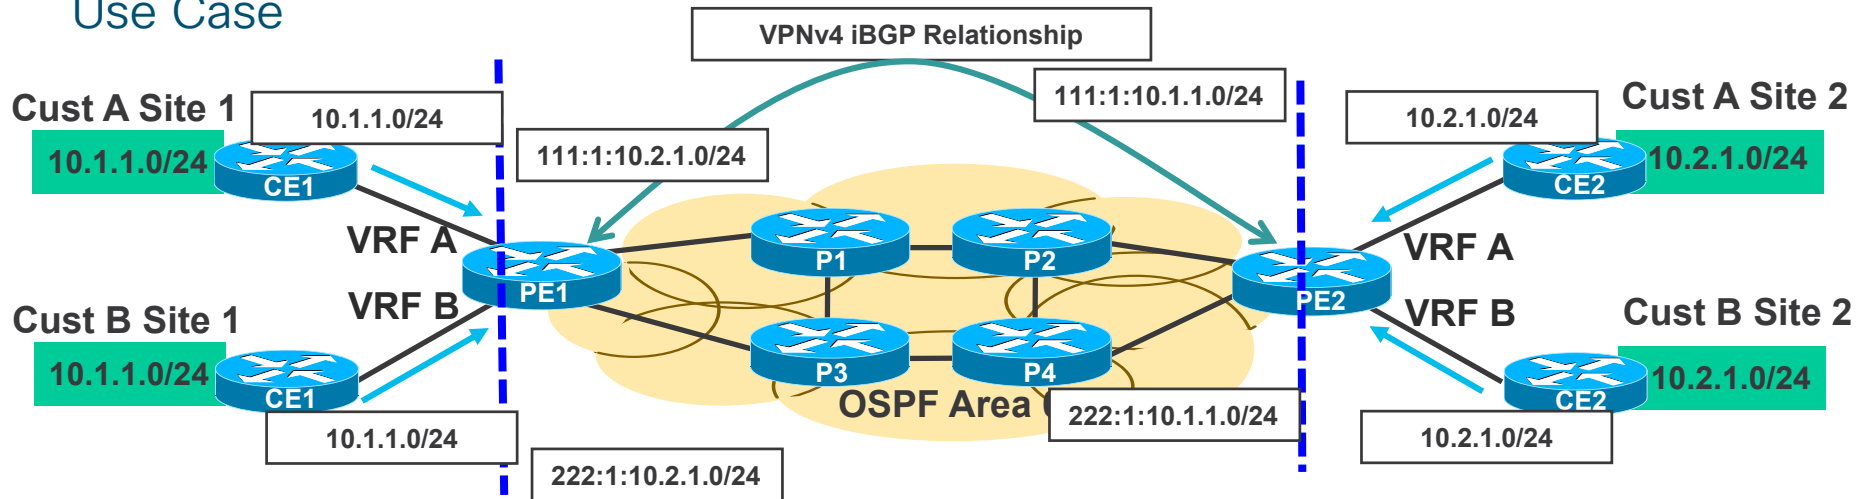 Use Case
VPNv4 iBGP Relationship
Cust A Site 1
10.1.1.0/24
10.1.1.0/24
CE1
111:1:10.2.1.0/24
111:1:10.1.1.0/24
10.2.1.0/24
Cust A Site 2
10.2.1.0/24
CE2
VRF A
VRF A
P1
P2
PE1
PE2
VRF B
VRF B
Cust B Site 1
Cust B Site 2
10.1.1.0/24
CE1
P3
P4
10.2.1.0/24
CE2
OSPF Area
10.1.1.0/24
222:1:10.1.1.0/24
10.2.1.0/24
222:1:10.2.1.0/24